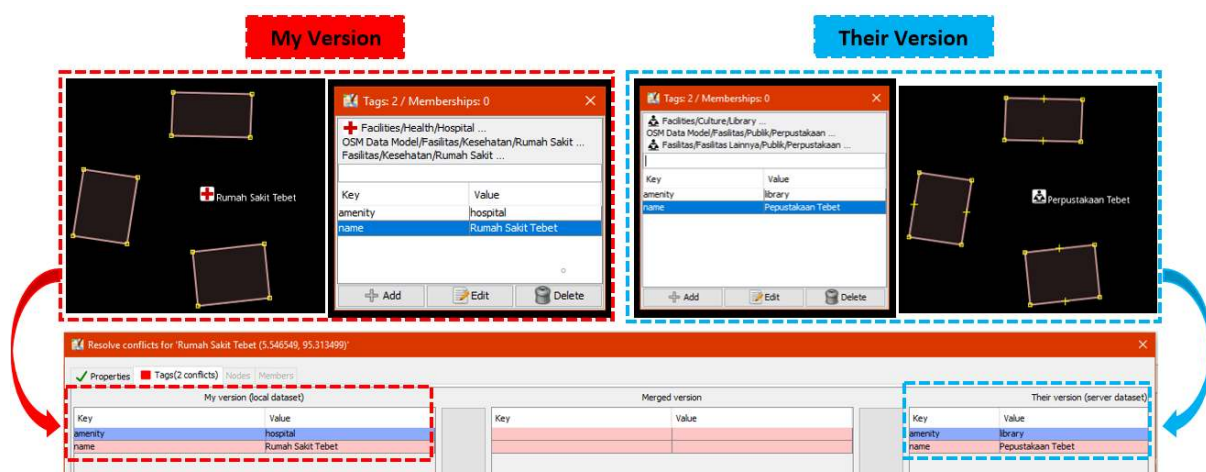 My Version
Their Version
Rumah Sakit Tebet
Tags: 2 / Memberships: 0
Facilities/Health/Hospital ...
OSM Data Model/Fasilitas/Kesehatan/Rumah Sakit ...
Fasilitas/Kesehatan/Rumah Sakit ...
Key Value
amenity hospital
name Rumah Sakit Tebet
Add Edit Delete
Tags: 2 / Memberships: 0
Facilities/Culture/Library ...
OSM Data Model/Fasilitas/Publik/Perpustakaan ...
Fasilitas/Fasilitas Lainnya/Publik/Perpustakaan ...
Key Value
amenity library
name Pepustakaan Tebet
Add Edit Delete
Perpustakaan Tebet
Resolve conflicts for 'Rumah Sakit Tebet (5.546549, 95.313499)'
Properties Tags(2 conflicts) Nodes Members
My version (local dataset) Merged version Their version (server dataset)
Key Value Key Value Key Value
amenity hospital amenity library
name Rumah Sakit Tebet name Pepustakaan Tebet